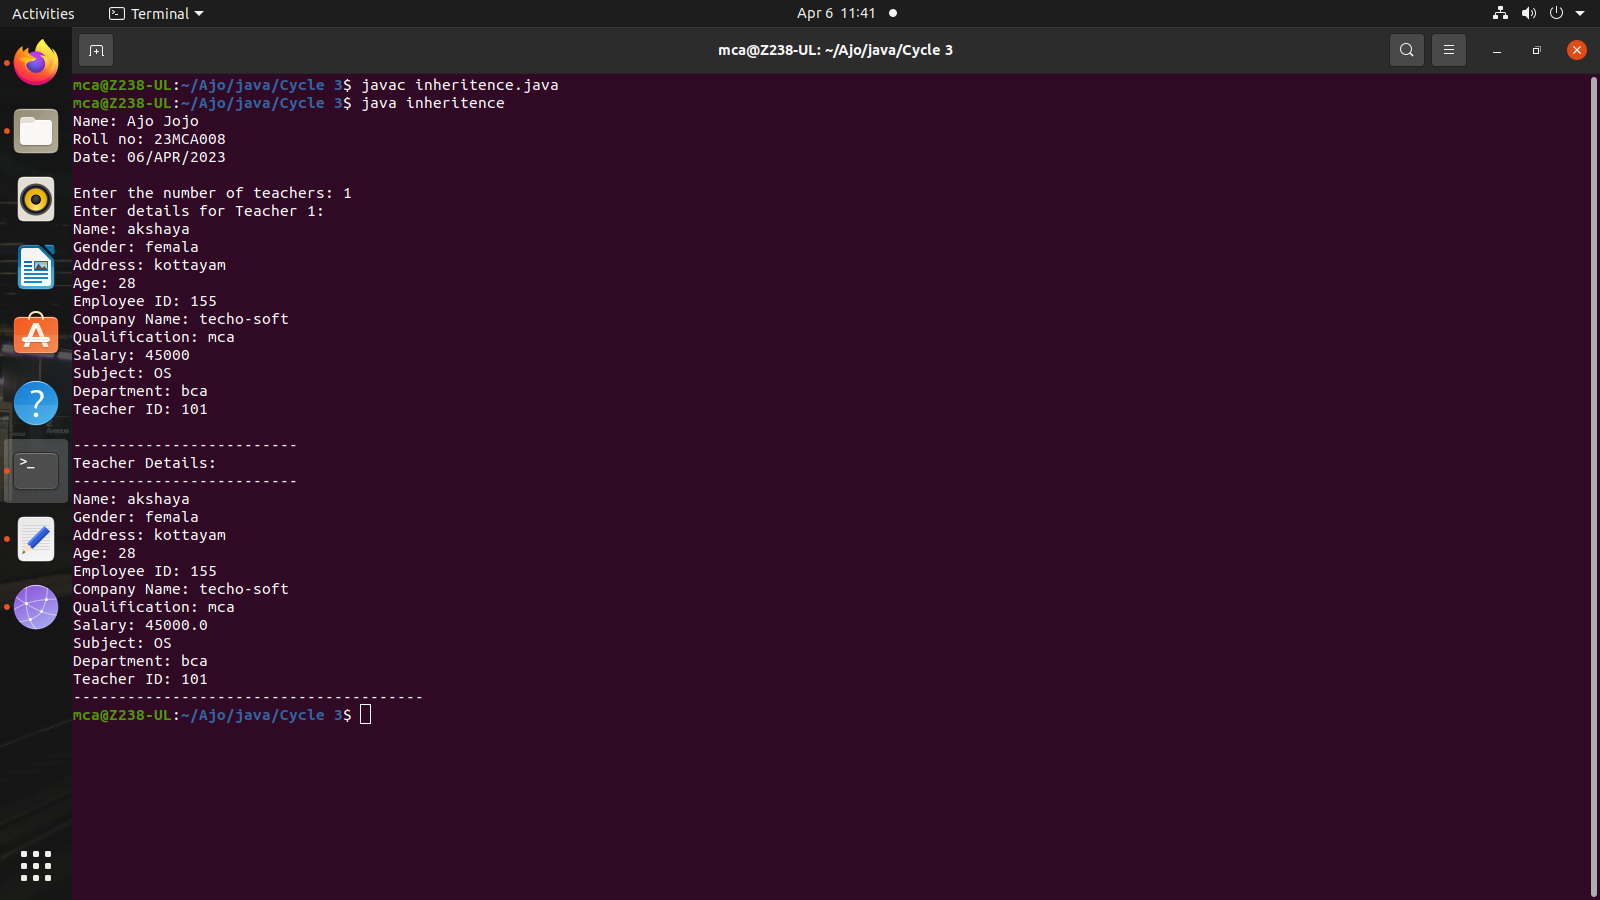 Activities
Terminal
Apr 6 11:41
mca@Z238-UL: ~/Ajo/java/Cycle 3
mca@Z238-UL:~/Ajo/java/Cycle 3$ javac inheritence.java
mca@Z238-UL:~/Ajo/java/Cycle 3$ java inheritence
Name: Ajo Jojo
Roll no: 23MCA008
Date: 06/APR/2023
Enter the number of teachers: 1
Enter details for Teacher 1:
Name: akshaya
Gender: femala
Address: kottayam
Age: 28
Employee ID: 155
Company Name: techo-soft
Qualification: mca
Salary: 45000
Subject: OS
Department: bca
Teacher ID: 101
-------------------------
Teacher Details:
-------------------------
Name: akshaya
Gender: femala
Address: kottayam
Age: 28
Employee ID: 155
Company Name: techo-soft
Qualification: mca
Salary: 45000.0
Subject: OS
Department: bca
Teacher ID: 101
---------------------------------------
mca@Z238-UL:~/Ajo/java/Cycle 3$